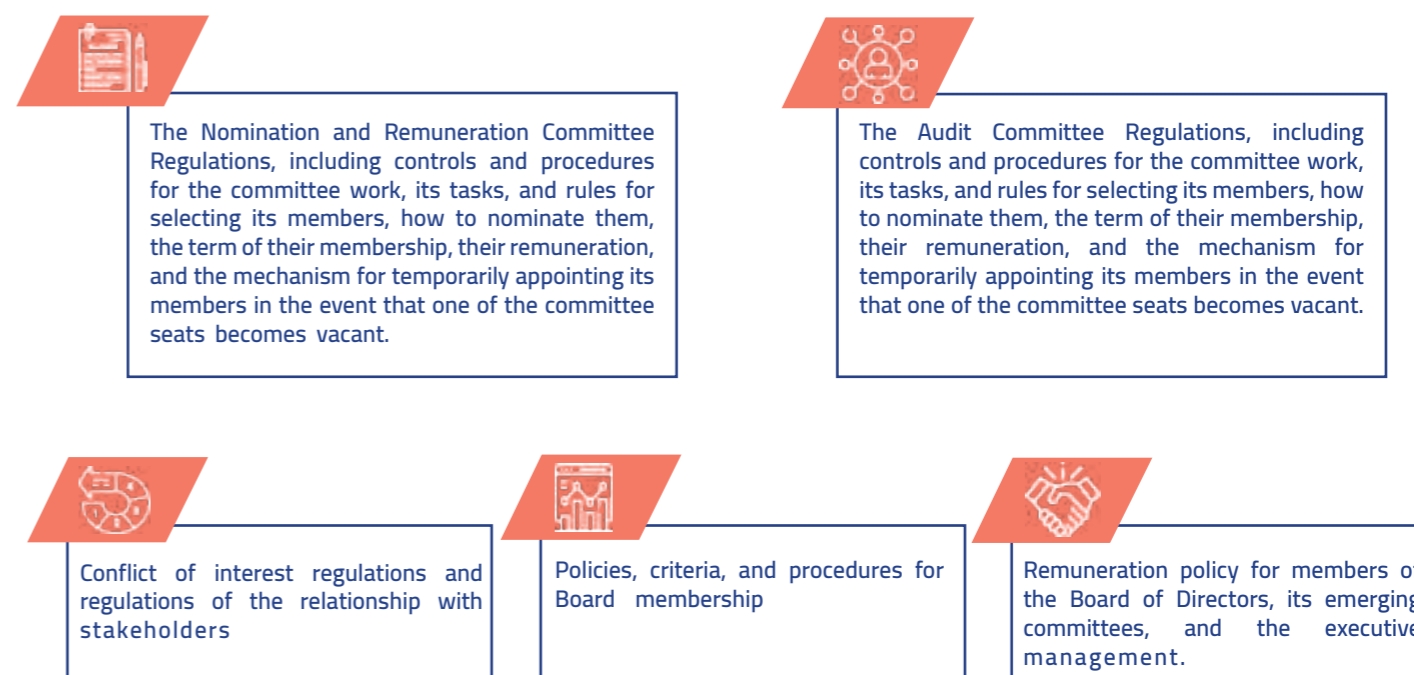 The Nomination and Remuneration Committee
Regulations, including controls and procedures
for the committee work, its tasks, and rules for
selecting its members, how to nominate them,
the term of their membership, their remuneration,
and the mechanism for temporarily appointing its
members in the event that one of the committee
seats becomes vacant.
The Audit Committee Regulations, including
controls and procedures for the committee work,
its tasks, and rules for selecting its members, how
to nominate them, the term of their membership,
their remuneration, and the mechanism for
temporarily appointing its members in the event
that one of the committee seats becomes vacant.
Conflict of interest regulations and
regulations of the relationship with
stakeholders
Policies, criteria, and procedures for
Board membership
Remuneration policy for members of
the Board of Directors, its emerging
committees, and the executive
management.